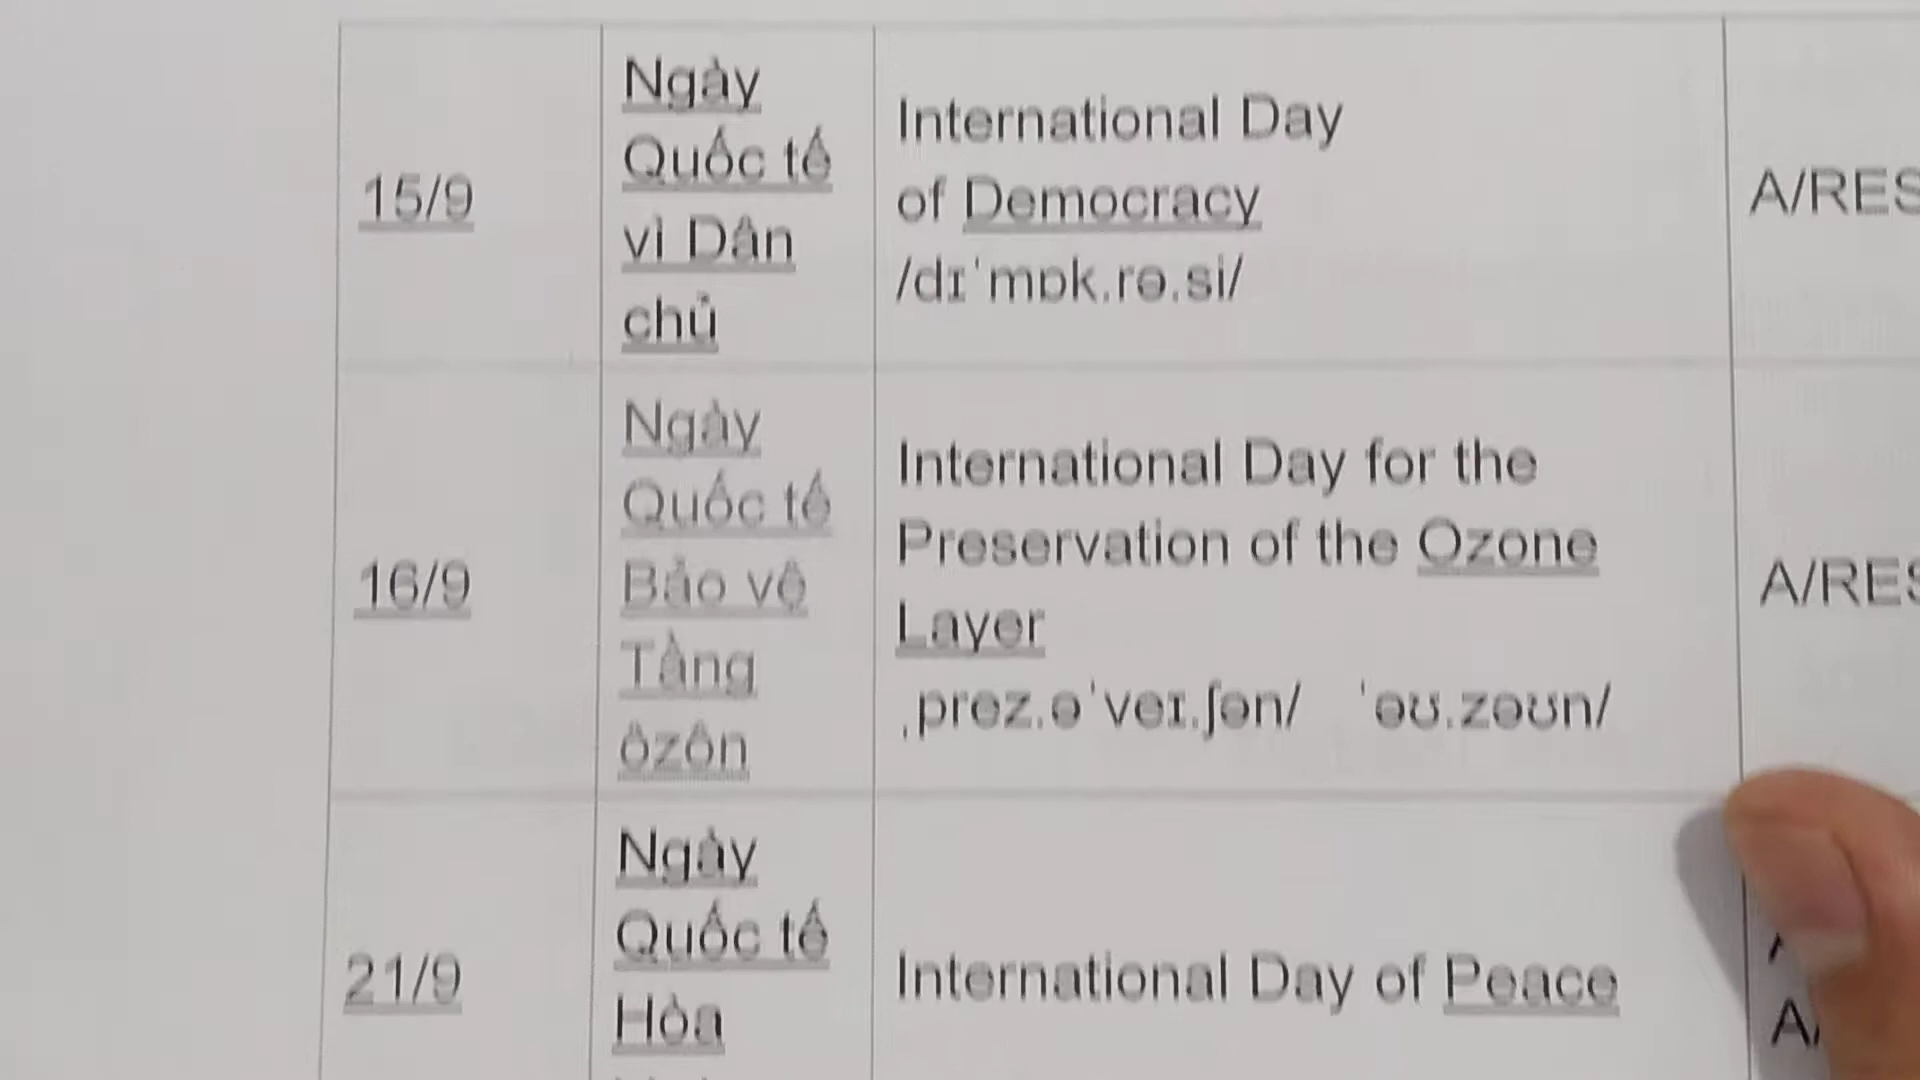 15/9
Ngày
Quốc tế
vì Dân
chủ
International Day
of Democracy
/dɪˈmɒk.rə.si/
A/RES
16/9
Ngày
Quốc tế
Bảo vệ
Tầng
ôzôn
International Day for the
Preservation of the Ozone
Layer
ˌprez.əˈveɪ.ʃən/ ˈəʊ.zəʊn/
A/RES
21/9
Ngày
Quốc tế
Hòa
International Day of Peace
A/